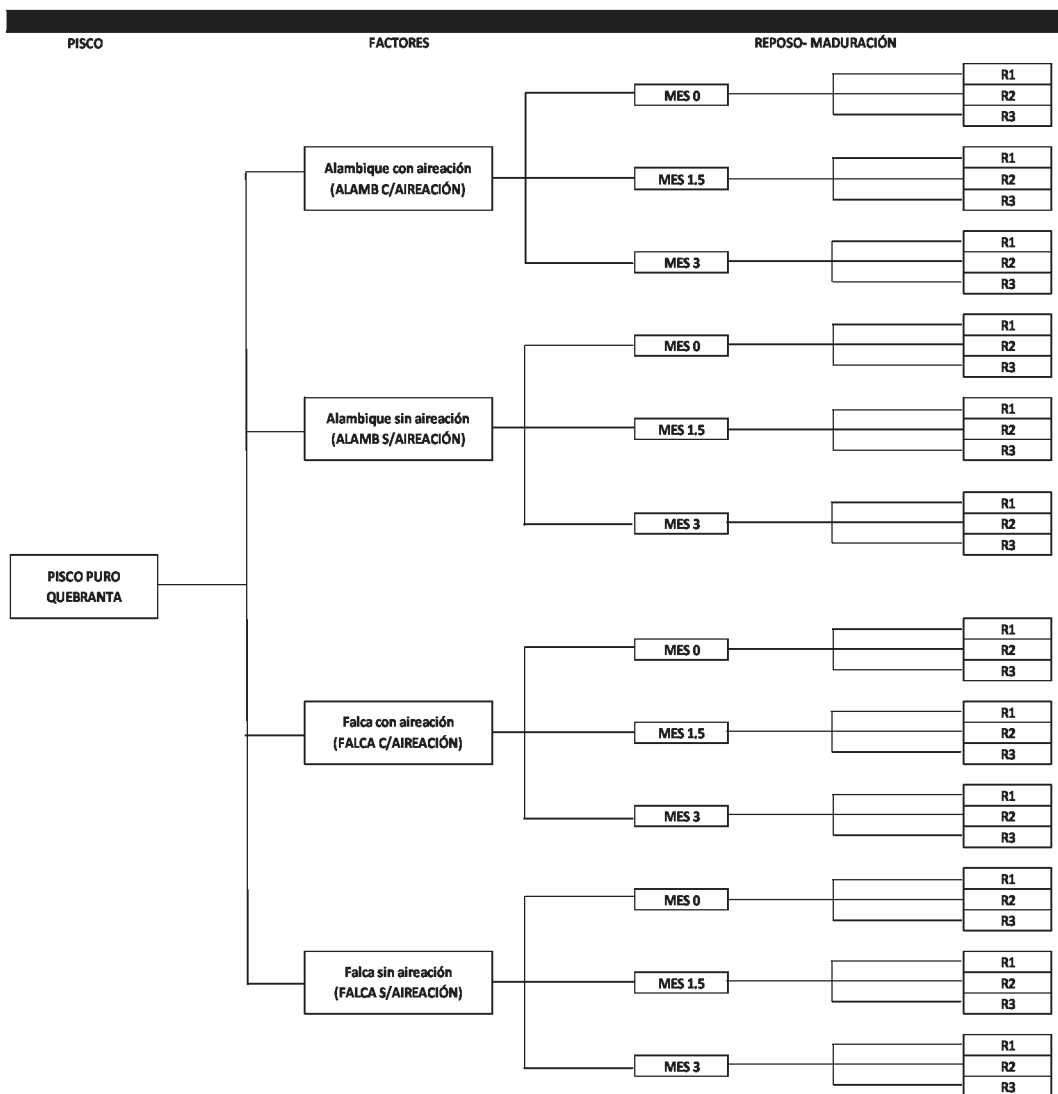 PISCO
FACTORES
REPOSO- MADURACIÓN
PISCO PURO
QUEBRANTA
Alambique con aireación
(ALAMB C/AIREACIÓN)
MES 0
R1
R2
R3
MES 1.5
R1
R2
R3
MES 3
R1
R2
R3
Alambique sin aireación
(ALAMB S/AIREACIÓN)
MES 0
R1
R2
R3
MES 1.5
R1
R2
R3
MES 3
R1
R2
R3
Falca con aireación
(FALCA C/AIREACIÓN)
MES 0
R1
R2
R3
MES 1.5
R1
R2
R3
MES 3
R1
R2
R3
Falca sin aireación
(FALCA S/AIREACIÓN)
MES 0
R1
R2
R3
MES 1.5
R1
R2
R3
MES 3
R1
R2
R3